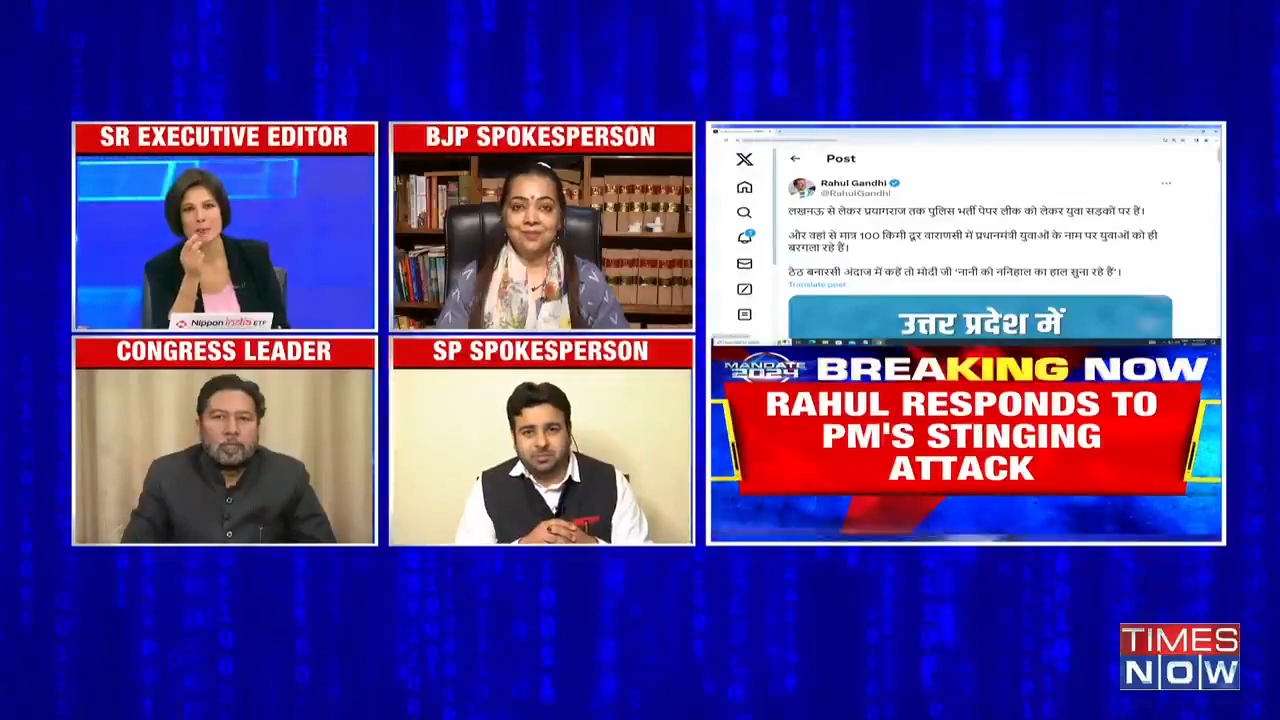 SR EXECUTIVE EDITOR
BJP SPOKESPERSON
Nippon India ETF
CONGRESS LEADER
SP SPOKESPERSON
X
Post
Rahul Gandhi
@RahulGandhi
लखनऊ से लेकर प्रयागराज तक पुलिस भर्ती पेपर लीक को लेकर युवा सड़कों पर हैं।
और वहां से मात्र 100 किमी दूर वाराणसी में प्रधानमंत्री युवाओं के नाम पर युवाओं को ही
बरगला रहे हैं।
ठेठ बनारसी अंदाज में कहें तो मोदी जी 'नानी को ननिहाल का हाल सुना रहे हैं'।
Translate post
उत्तर प्रदेश में
MANDATE
2024
BREAKING NOW
RAHUL RESPONDS TO
PM'S STINGING
ATTACK
TIMES
NOW